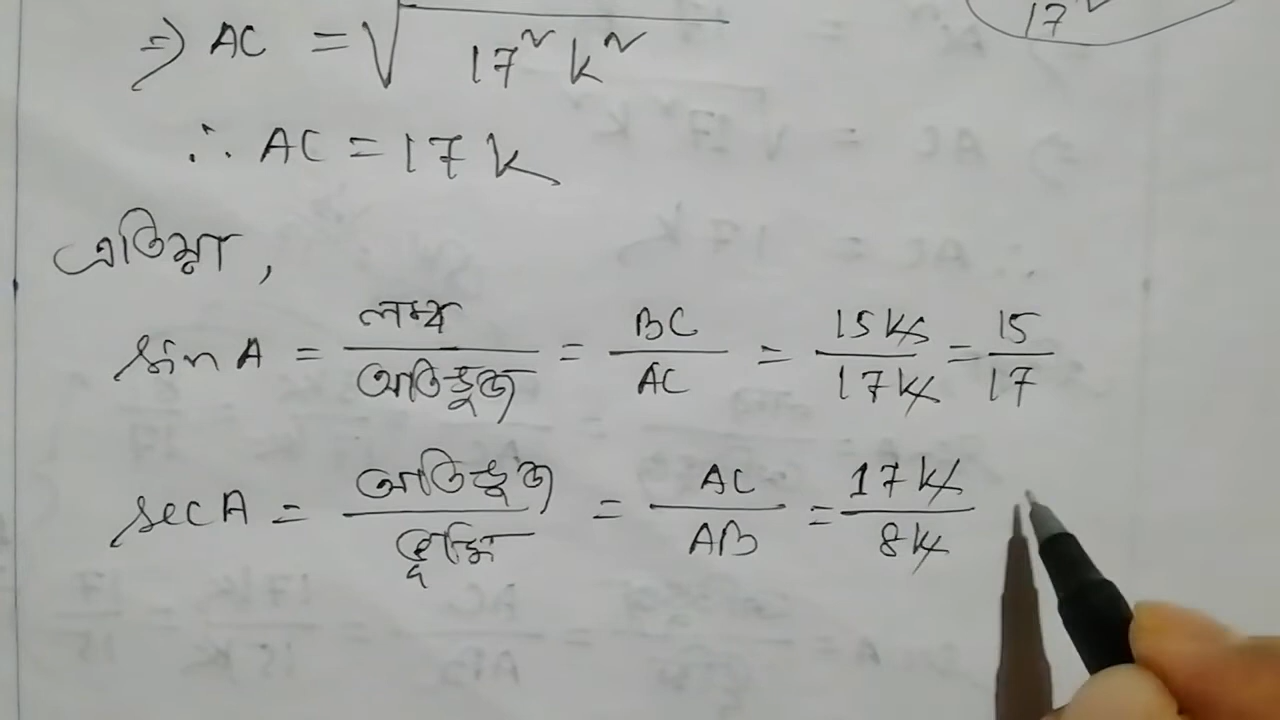 17²
⇒ AC = √17²k²
∴ AC = 17k
এতিয়া,
sin A = লম্ব/অতিভূজ = BC/AC = 15k/17k = 15/17
sec A = অতিভূজ/ভূমি = AC/AB = 17k/8k